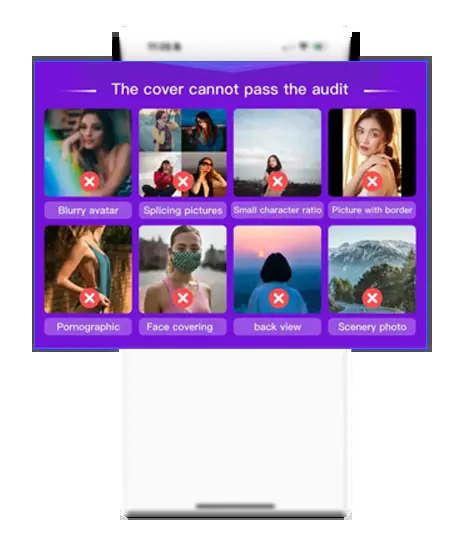 The cover cannot pass the audit
Blurry avatar
Splicing pictures
Small character ratio
Picture with border
Pornographic
Face covering
back view
Scenery photo